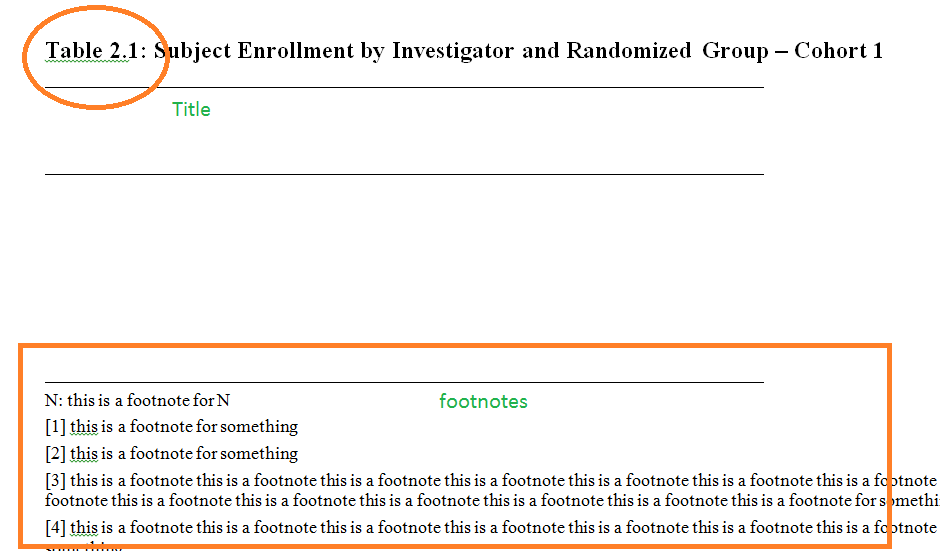 Table 2.1: Subject Enrollment by Investigator and Randomized Group – Cohort 1
Title
N: this is a footnote for N
footnotes
[1] this is a footnote for something
[2] this is a footnote for something
[3] this is a footnote this is a footnote this is a footnote this is a footnote this is a footnote this is a footnote this is a footnote
footnote this is a footnote this is a footnote this is a footnote this is a footnote this is a footnote this is a footnote for somethi
[4] this is a footnote this is a footnote this is a footnote this is a footnote this is a footnote this is a footnote this is a footnote
something